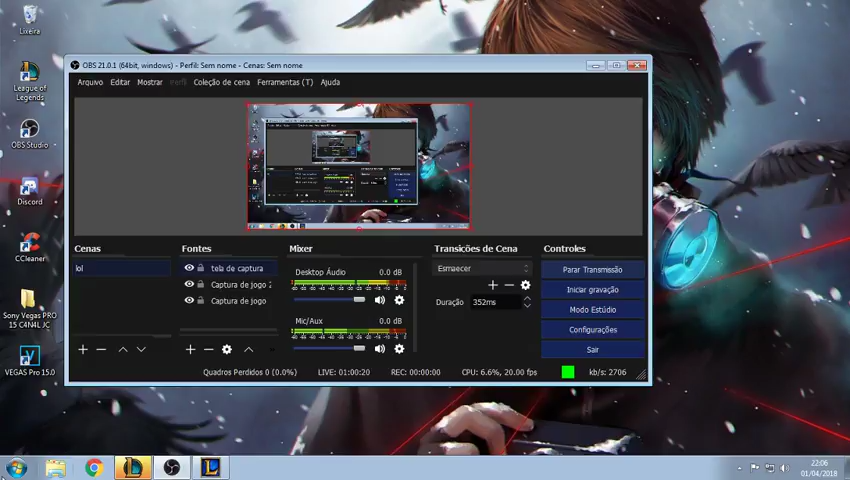 Lixeira
League of
Legends
OBS Studio
Discord
CCleaner
Sony Vegas PRO
15 C4N4L JC
VEGAS Pro 15.0
OBS 21.0.1 (64bit, windows) - Perfil: Sem nome - Cenas: Sem nome
Arquivo Editar Mostrar Perfil Coleção de cena Ferramentas (T) Ajuda
Cenas
lol
Fontes
tela de captura
Captura de jogo 2
Captura de jogo
Mixer
Desktop Áudio 0.0 dB
Mic/Aux 0.0 dB
Transições de Cena
Esmaecer
Duração 352ms
Controles
Parar Transmissão
Iniciar gravação
Modo Estúdio
Configurações
Sair
Quadros Perdidos 0 (0.0%) LIVE: 01:00:20 REC: 00:00:00 CPU: 6.6%, 20.00 fps kb/s: 2706
22:06
01/04/2018